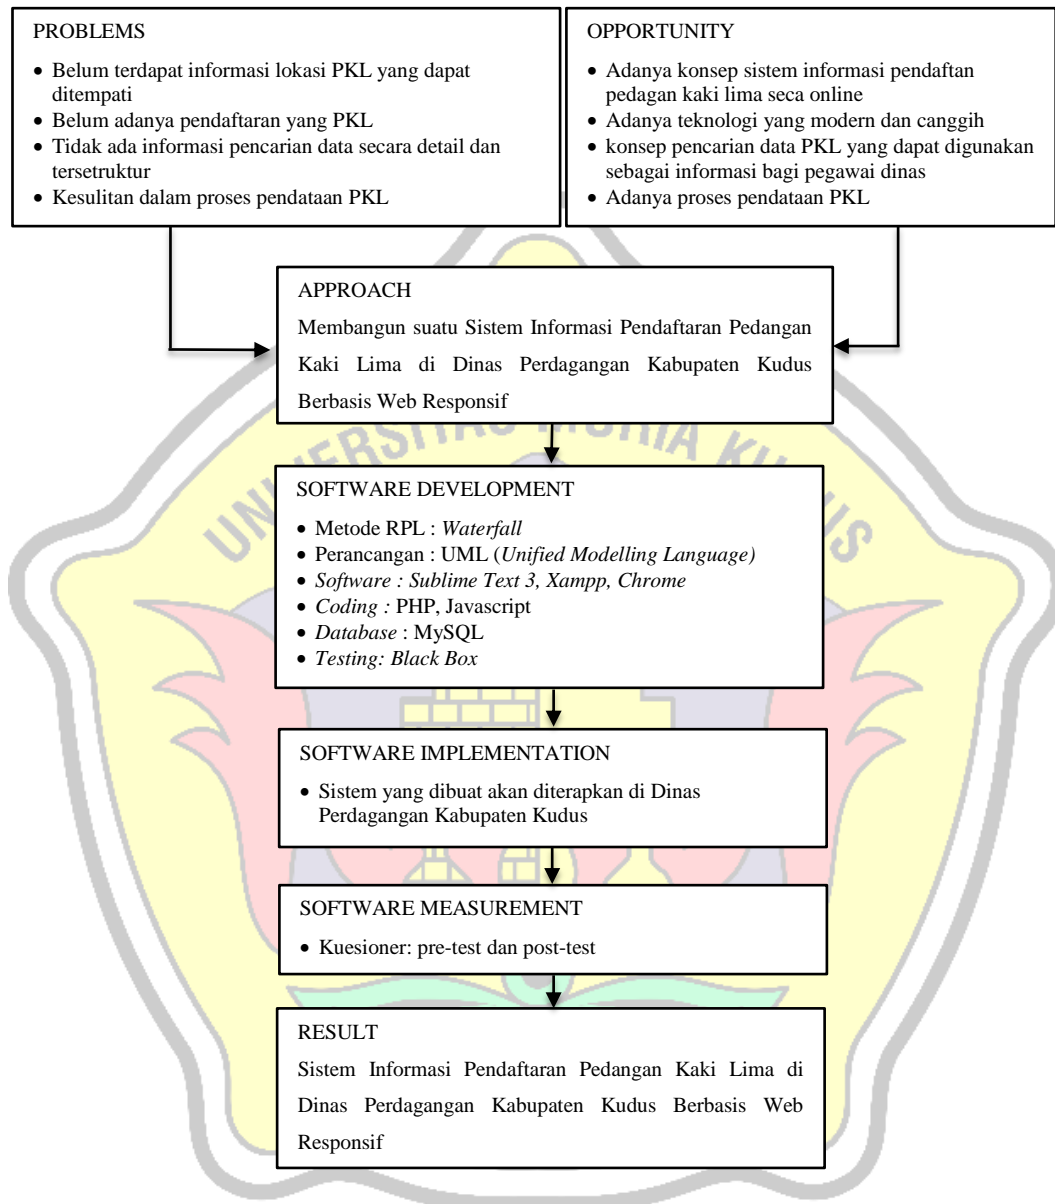 PROBLEMS
• Belum terdapat informasi lokasi PKL yang dapat
ditempati
• Belum adanya pendaftaran yang PKL
• Tidak ada informasi pencarian data secara detail dan
tersetruktur
• Kesulitan dalam proses pendataan PKL
OPPORTUNITY
• Adanya konsep sistem informasi pendaftan
pedagan kaki lima seca online
• Adanya teknologi yang modern dan canggih
• konsep pencarian data PKL yang dapat digunakan
sebagai informasi bagi pegawai dinas
• Adanya proses pendataan PKL
APPROACH
Membangun suatu Sistem Informasi Pendaftaran Pedangan
Kaki Lima di Dinas Perdagangan Kabupaten Kudus
Berbasis Web Responsif
UNIVERSITAS MURIA KUDUS
SOFTWARE DEVELOPMENT
• Metode RPL : Waterfall
• Perancangan : UML (Unified Modelling Language)
• Software : Sublime Text 3, Xampp, Chrome
• Coding : PHP, Javascript
• Database : MySQL
• Testing: Black Box
SOFTWARE IMPLEMENTATION
• Sistem yang dibuat akan diterapkan di Dinas
Perdagangan Kabupaten Kudus
SOFTWARE MEASUREMENT
• Kuesioner: pre-test dan post-test
RESULT
Sistem Informasi Pendaftaran Pedangan Kaki Lima di
Dinas Perdagangan Kabupaten Kudus Berbasis Web
Responsif